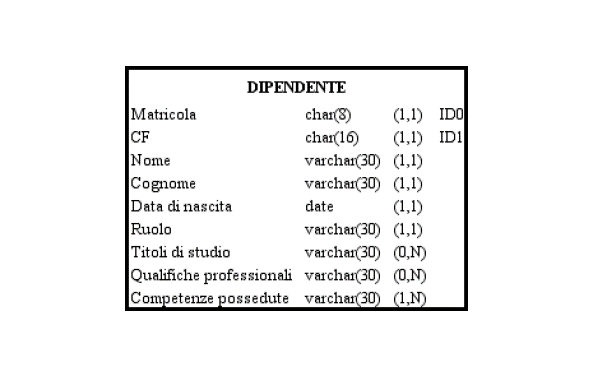 DIPENDENTE
Matricola char(8) (1,1) ID0
CF char(16) (1,1) ID1
Nome varchar(30) (1,1)
Cognome varchar(30) (1,1)
Data di nascita date (1,1)
Ruolo varchar(30) (1,1)
Titoli di studio varchar(30) (0,N)
Qualifiche professionali varchar(30) (0,N)
Competenze possedute varchar(30) (1,N)